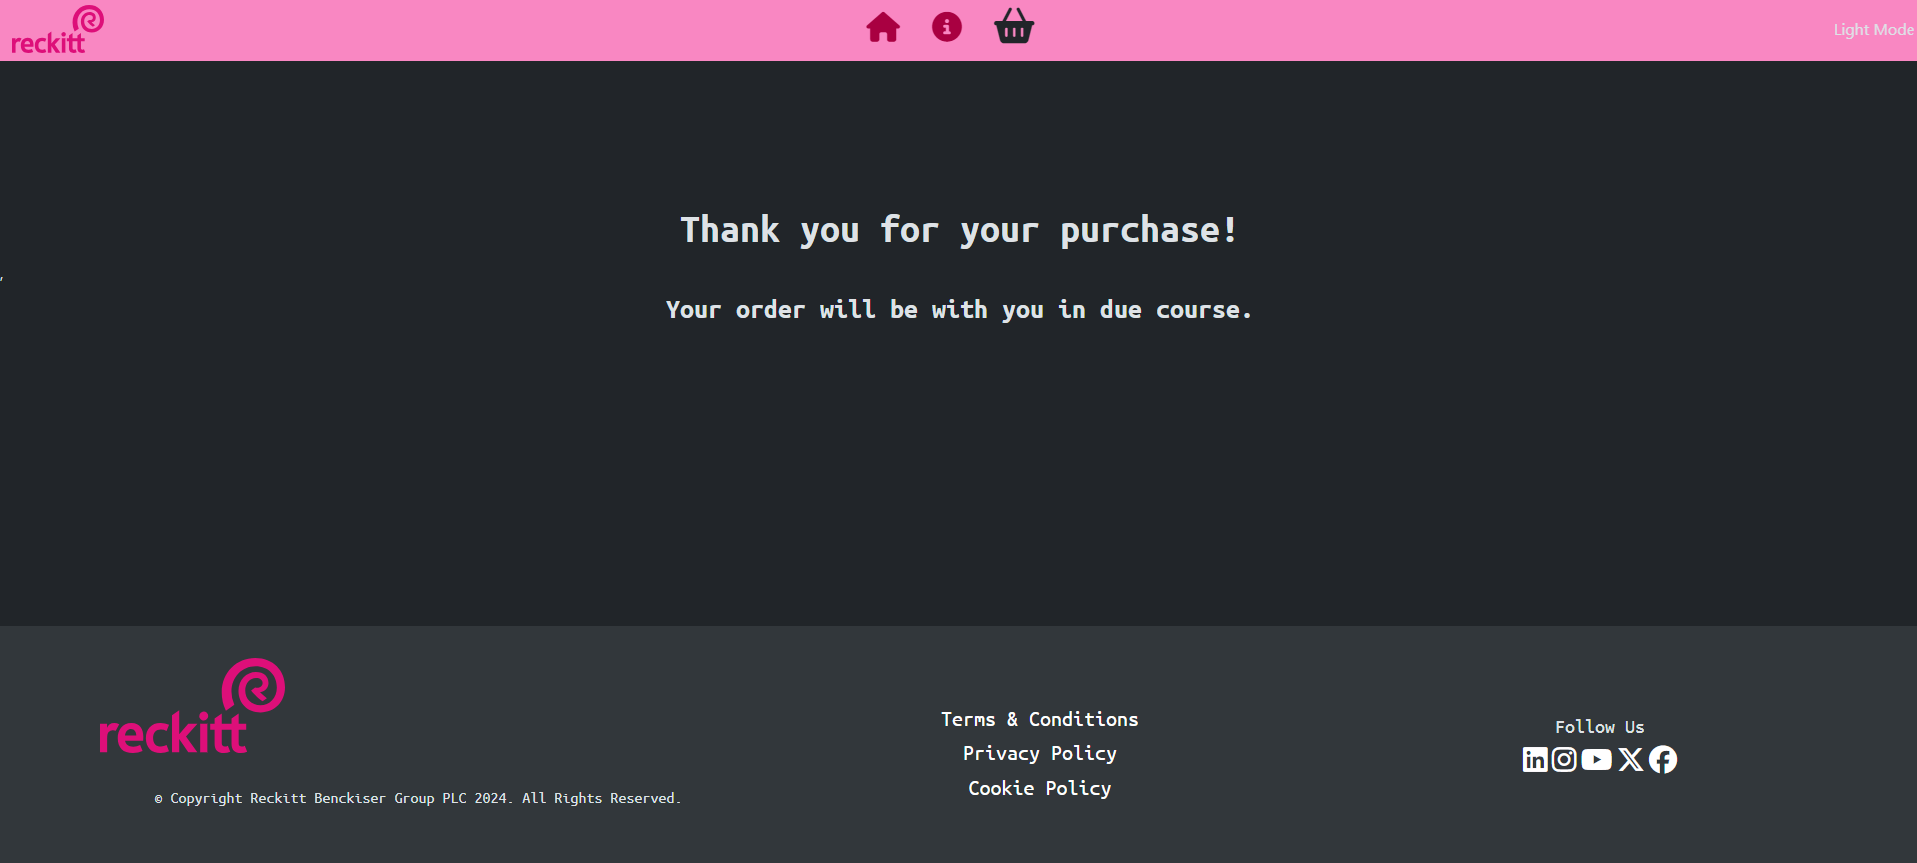 reckitt
Light Mode
Thank you for your purchase!
,
Your order will be with you in due course.
reckitt
© Copyright Reckitt Benckiser Group PLC 2024. All Rights Reserved.
Terms & Conditions
Privacy Policy
Cookie Policy
Follow Us